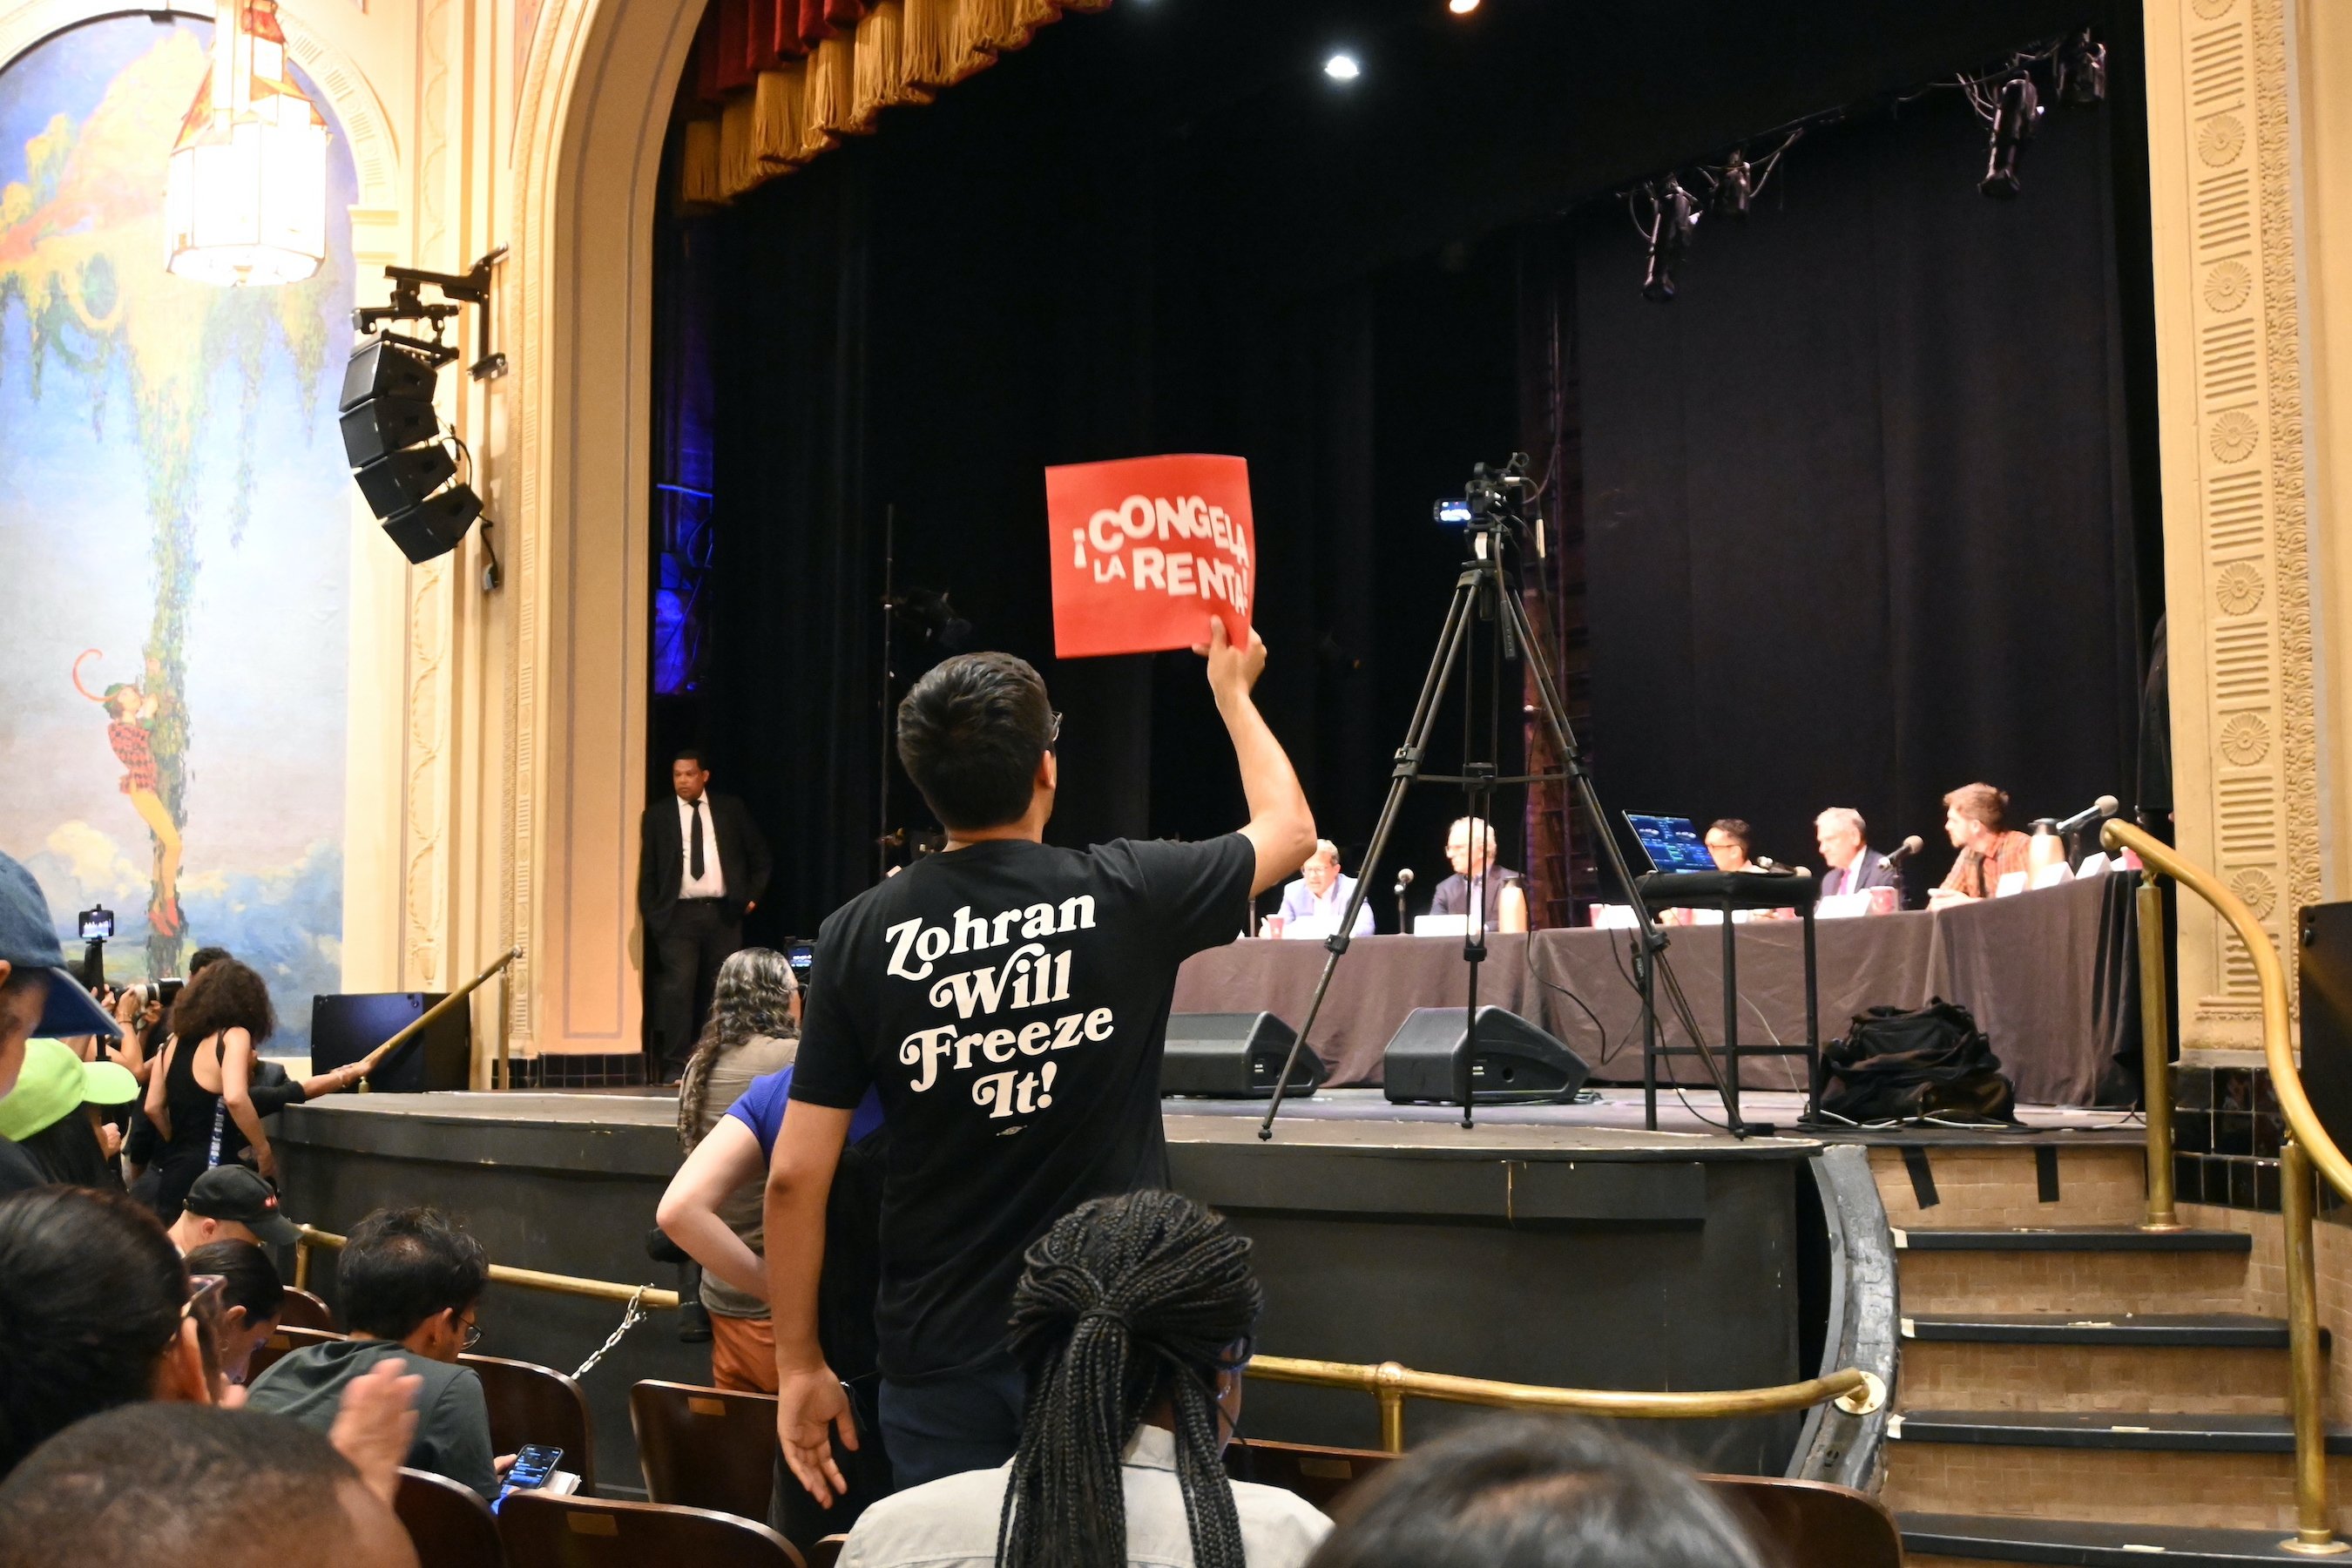 ¡CONGELA
LA RENTA!
Zohran
Will
Freeze
It!